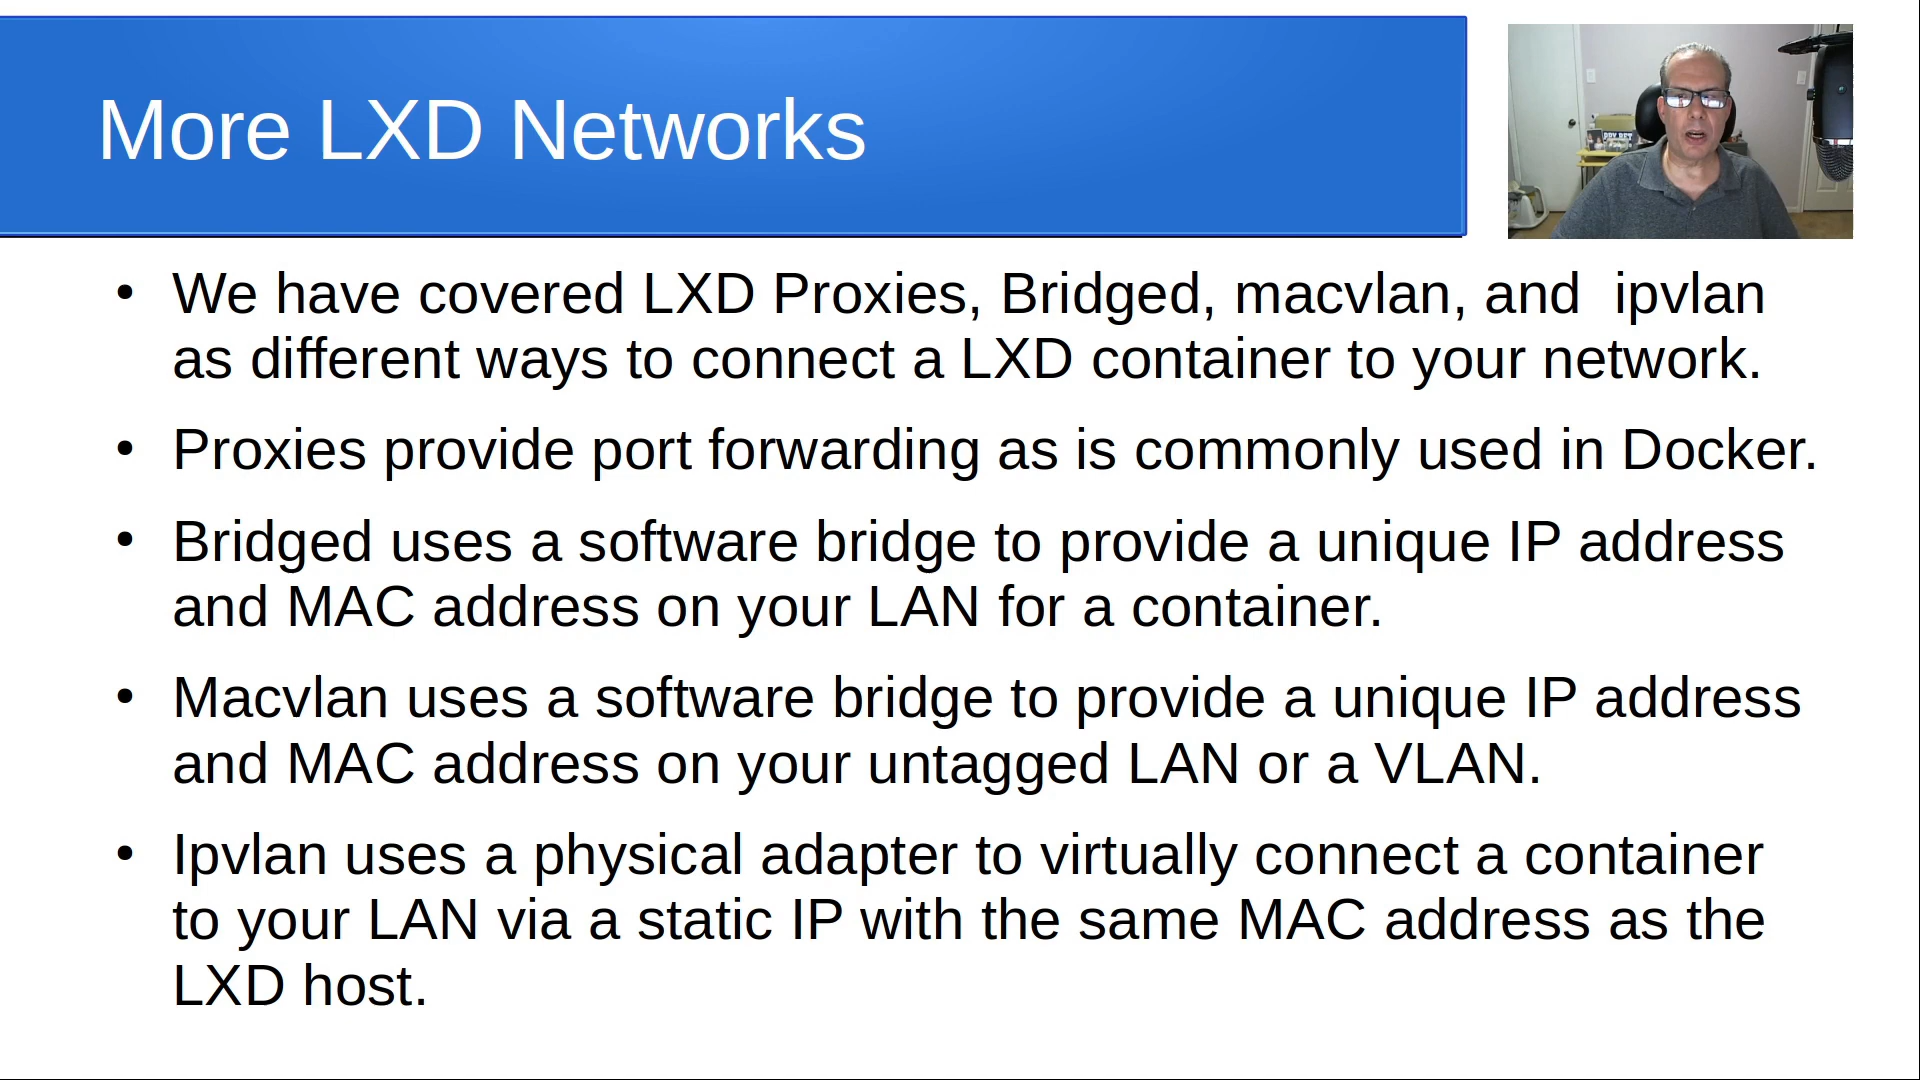 More LXD Networks
• We have covered LXD Proxies, Bridged, macvlan, and  ipvlan
as different ways to connect a LXD container to your network.
• Proxies provide port forwarding as is commonly used in Docker.
• Bridged uses a software bridge to provide a unique IP address
and MAC address on your LAN for a container.
• Macvlan uses a software bridge to provide a unique IP address
and MAC address on your untagged LAN or a VLAN.
• Ipvlan uses a physical adapter to virtually connect a container
to your LAN via a static IP with the same MAC address as the
LXD host.